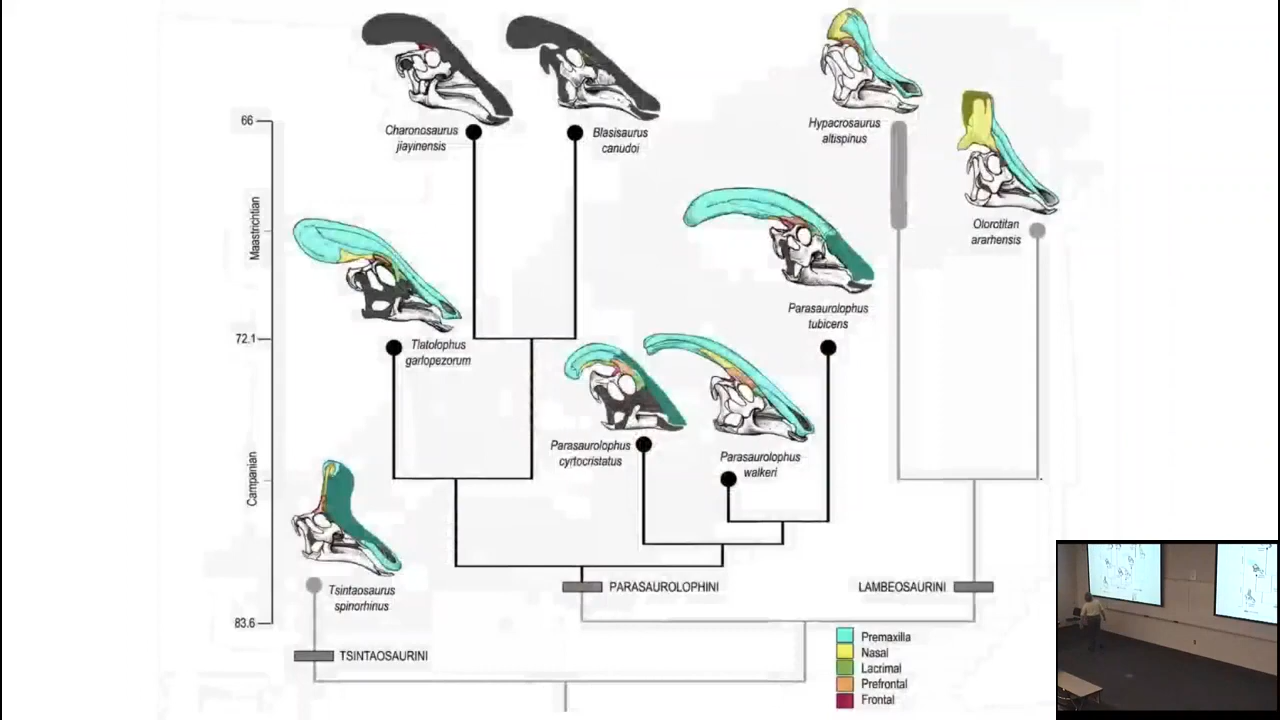 Charonosaurus
jiayinensis
Blasisaurus
canudoi
Hypacrosaurus
altispinus
Olorotitan
ararhensis
66
Maastrichtian
72.1
Campanian
83.6
Tlatolophus
garlopezorum
Parasaurolophus
tubicens
Parasaurolophus
cyrtocristatus
Parasaurolophus
walkeri
Tsintaosaurus
spinorhinus
PARASAUROLOPHINI
LAMBEOSAURINI
TSINTAOSAURINI
Premaxilla
Nasal
Lacrimal
Prefrontal
Frontal